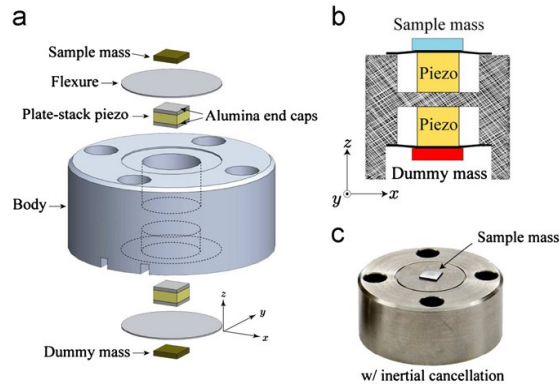 a
Sample mass
Flexure
Plate-stack piezo
Alumina end caps
Body
z
y
x
Dummy mass
b
Sample mass
Piezo
Piezo
z
Dummy mass
y
x
c
Sample mass
w/ inertial cancellation